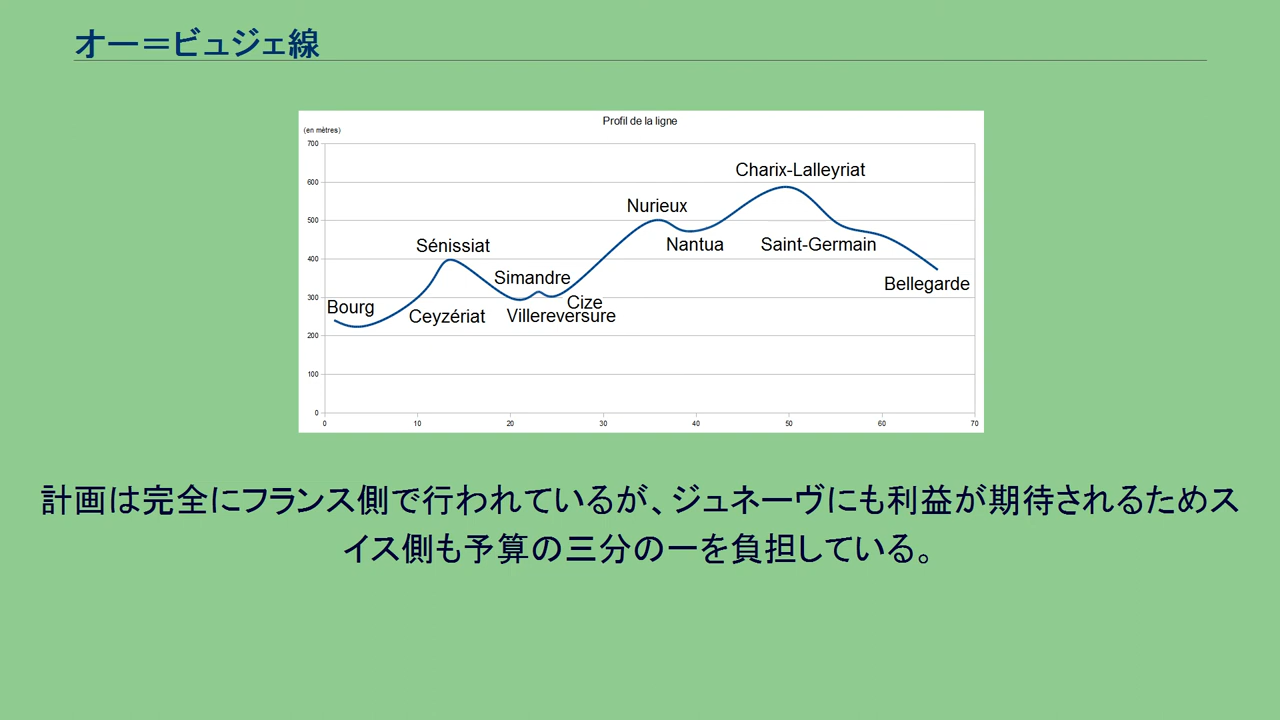 オー＝ビュジェ線
Profil de la ligne
(en mètres)
700
600
500
400
300
200
100
0
0 10 20 30 40 50 60 70
Bourg
Ceyzériat
Sénissiat
Simandre
Villereversure
Cize
Nurieux
Nantua
Charix-Lalleyriat
Saint-Germain
Bellegarde
計画は完全にフランス側で行われているが、ジュネーヴにも利益が期待されるためス
イス側も予算の三分の一を負担している。